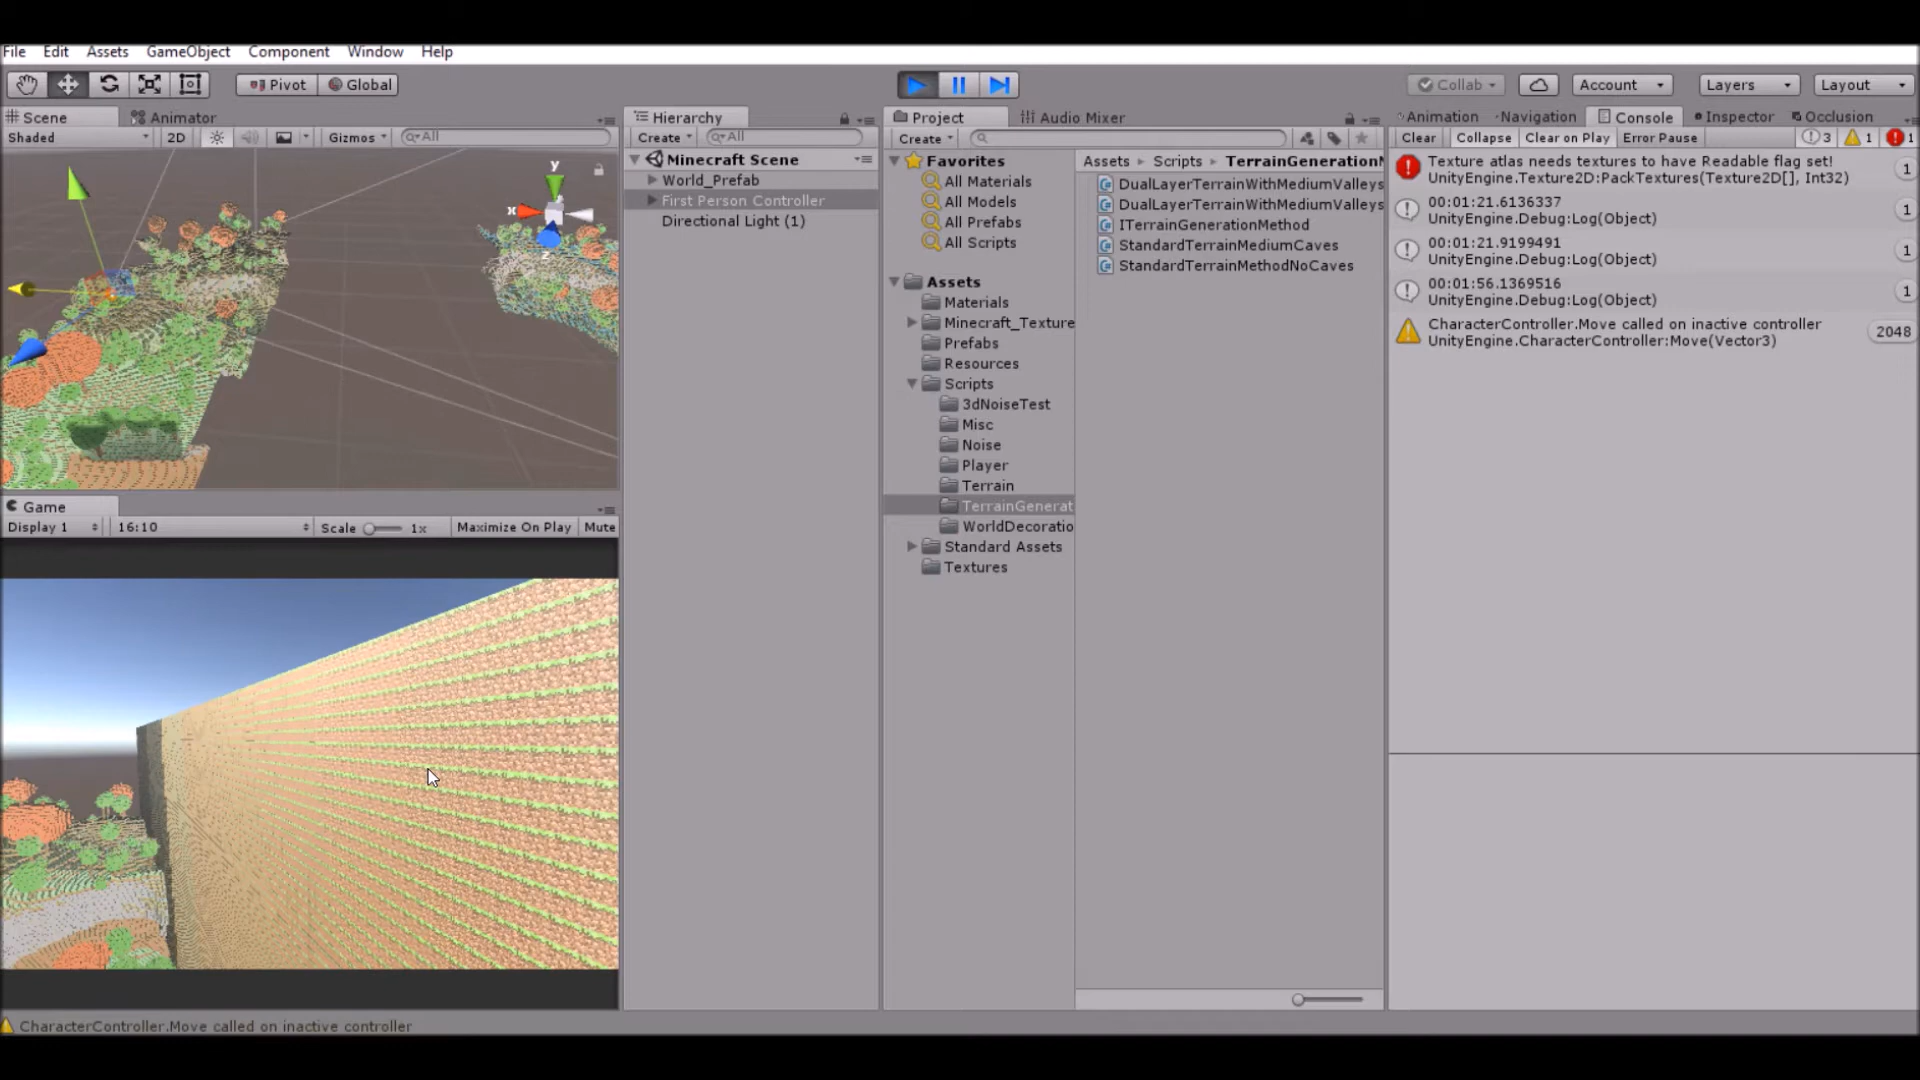 File Edit Assets GameObject Component Window Help
Pivot Global
Collab Account Layers Layout
Scene Animator
Shaded 2D Gizmos All
Hierarchy
Create All
Minecraft Scene
World_Prefab
First Person Controller
Directional Light (1)
x y z
Game
Display 1 16:10 Scale 1x Maximize On Play Mute
Project Audio Mixer
Create
Favorites
All Materials
All Models
All Prefabs
All Scripts
Assets
Materials
Minecraft_Texture
Prefabs
Resources
Scripts
3dNoiseTest
Misc
Noise
Player
Terrain
TerrainGenerat
WorldDecoratio
Standard Assets
Textures
Assets Scripts TerrainGenerationM
DualLayerTerrainWithMediumValleys
DualLayerTerrainWithMediumValleys
ITerrainGenerationMethod
StandardTerrainMediumCaves
StandardTerrainMethodNoCaves
Animation Navigation Console Inspector Occlusion
Clear Collapse Clear on Play Error Pause 3 1 1
Texture atlas needs textures to have Readable flag set!
UnityEngine.Texture2D:PackTextures(Texture2D[], Int32) 1
00:01:21.6136337
UnityEngine.Debug:Log(Object) 1
00:01:21.9199491
UnityEngine.Debug:Log(Object) 1
00:01:56.1369516
UnityEngine.Debug:Log(Object) 1
CharacterController.Move called on inactive controller
UnityEngine.CharacterController:Move(Vector3) 2048
CharacterController.Move called on inactive controller